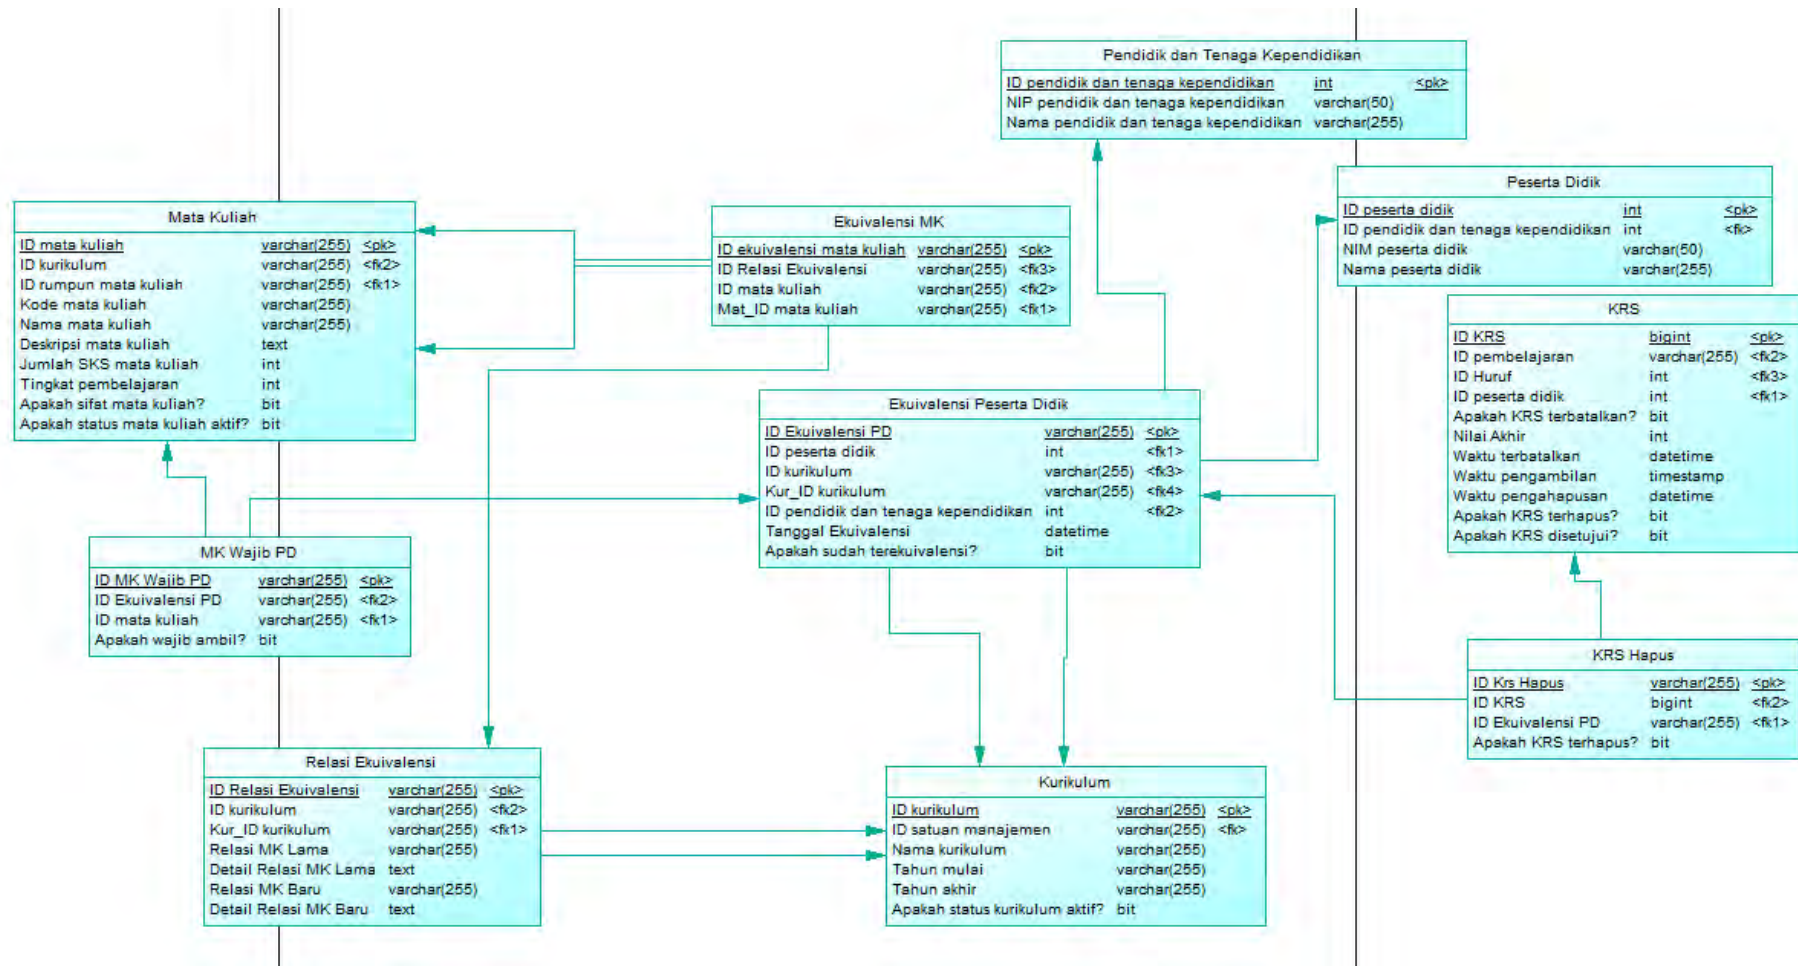 Pendidik dan Tenaga Kependidikan
ID pendidik dan tenaga kependidikan int <pk>
NIP pendidik dan tenaga kependidikan varchar(50)
Nama pendidik dan tenaga kependidikan varchar(255)
Peserta Didik
ID peserta didik int <pk>
ID pendidik dan tenaga kependidikan int <fk>
NIM peserta didik varchar(50)
Nama peserta didik varchar(255)
Mata Kuliah
ID mata kuliah varchar(255) <pk>
ID kurikulum varchar(255) <fk2>
ID rumpun mata kuliah varchar(255) <fk1>
Kode mata kuliah varchar(255)
Nama mata kuliah varchar(255)
Deskripsi mata kuliah text
Jumlah SKS mata kuliah int
Tingkat pembelajaran int
Apakah sifat mata kuliah? bit
Apakah status mata kuliah aktif? bit
Ekuivalensi MK
ID ekuivalensi mata kuliah varchar(255) <pk>
ID Relasi Ekuivalensi varchar(255) <fk3>
ID mata kuliah varchar(255) <fk2>
Mat_ID mata kuliah varchar(255) <fk1>
KRS
ID KRS bigint <pk>
ID pembelajaran varchar(255) <fk2>
ID Huruf int <fk3>
ID peserta didik int <fk1>
Apakah KRS terbatalkan? bit
Nilai Akhir int
Waktu terbatalkan datetime
Waktu pengambilan timestamp
Waktu pengahapusan datetime
Apakah KRS terhapus? bit
Apakah KRS disetujui? bit
Ekuivalensi Peserta Didik
ID Ekuivalensi PD varchar(255) <pk>
ID peserta didik int <fk1>
ID kurikulum varchar(255) <fk3>
Kur_ID kurikulum varchar(255) <fk4>
ID pendidik dan tenaga kependidikan int <fk2>
Tanggal Ekuivalensi datetime
Apakah sudah terekuivalensi? bit
MK Wajib PD
ID MK Wajib PD varchar(255) <pk>
ID Ekuivalensi PD varchar(255) <fk2>
ID mata kuliah varchar(255) <fk1>
Apakah wajib ambil? bit
KRS Hapus
ID Krs Hapus varchar(255) <pk>
ID KRS bigint <fk2>
ID Ekuivalensi PD varchar(255) <fk1>
Apakah KRS terhapus? bit
Relasi Ekuivalensi
ID Relasi Ekuivalensi varchar(255) <pk>
ID kurikulum varchar(255) <fk2>
Kur_ID kurikulum varchar(255) <fk1>
Relasi MK Lama varchar(255)
Detail Relasi MK Lama text
Relasi MK Baru varchar(255)
Detail Relasi MK Baru text
Kurikulum
ID kurikulum varchar(255) <pk>
ID satuan manajemen varchar(255) <fk>
Nama kurikulum varchar(255)
Tahun mulai varchar(255)
Tahun akhir varchar(255)
Apakah status kurikulum aktif? bit